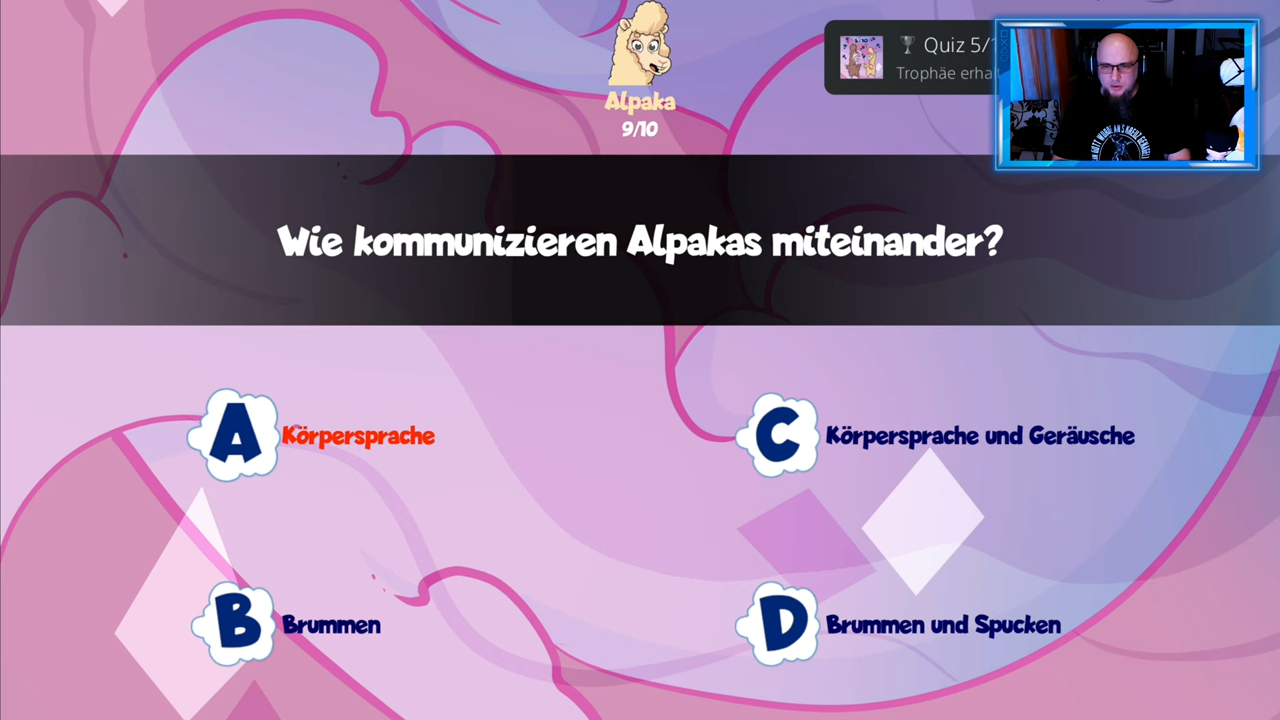 Alpaka
9/10
Quiz 5/1
Trophäe erha
Wie kommunizieren Alpakas miteinander?
A Körpersprache
C Körpersprache und Geräusche
B Brummen
D Brummen und Spucken